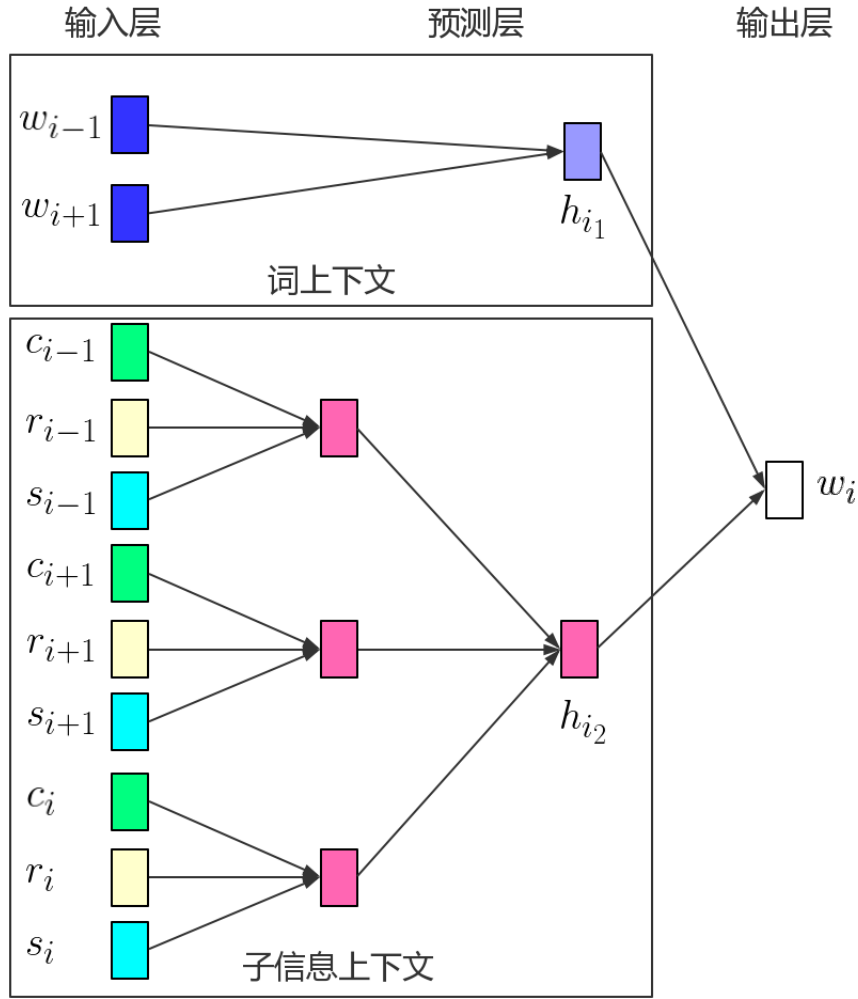 输入层 预测层 输出层
w_{i-1}
w_{i+1}
h_{i_1}
词上下文
c_{i-1}
r_{i-1}
s_{i-1}
w_i
c_{i+1}
r_{i+1}
s_{i+1}
h_{i_2}
c_i
r_i
s_i
子信息上下文